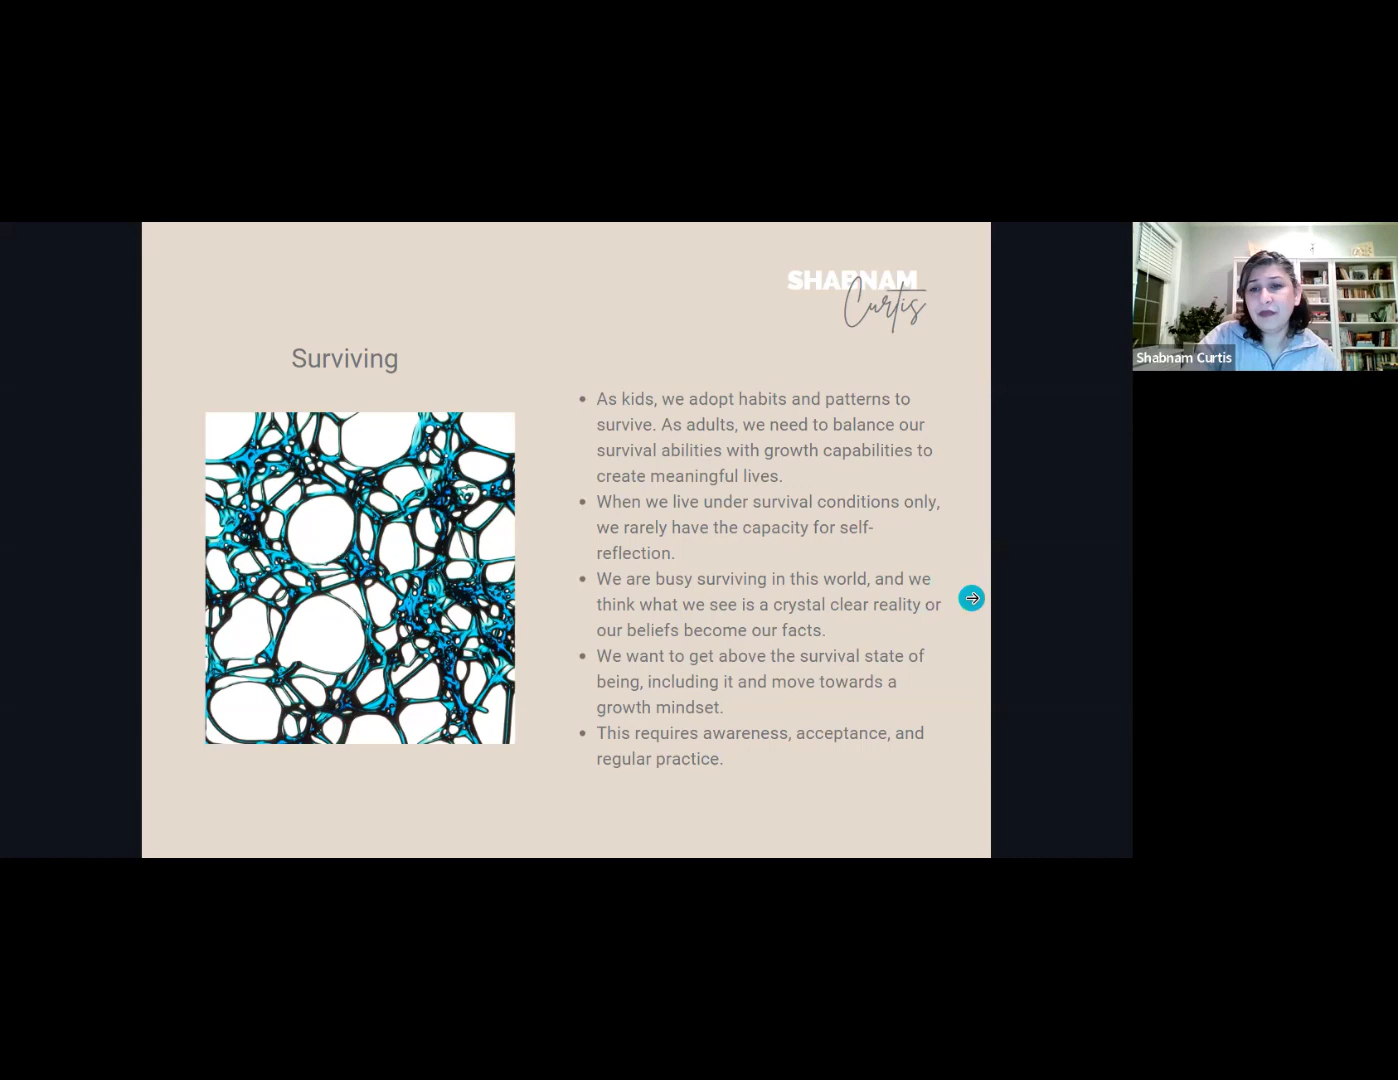 SHABNAM
Curtis
Surviving
• As kids, we adopt habits and patterns to
survive. As adults, we need to balance our
survival abilities with growth capabilities to
create meaningful lives.
• When we live under survival conditions only,
we rarely have the capacity for self-
reflection.
• We are busy surviving in this world, and we
think what we see is a crystal clear reality or
our beliefs become our facts.
• We want to get above the survival state of
being, including it and move towards a
growth mindset.
• This requires awareness, acceptance, and
regular practice.
Shabnam Curtis